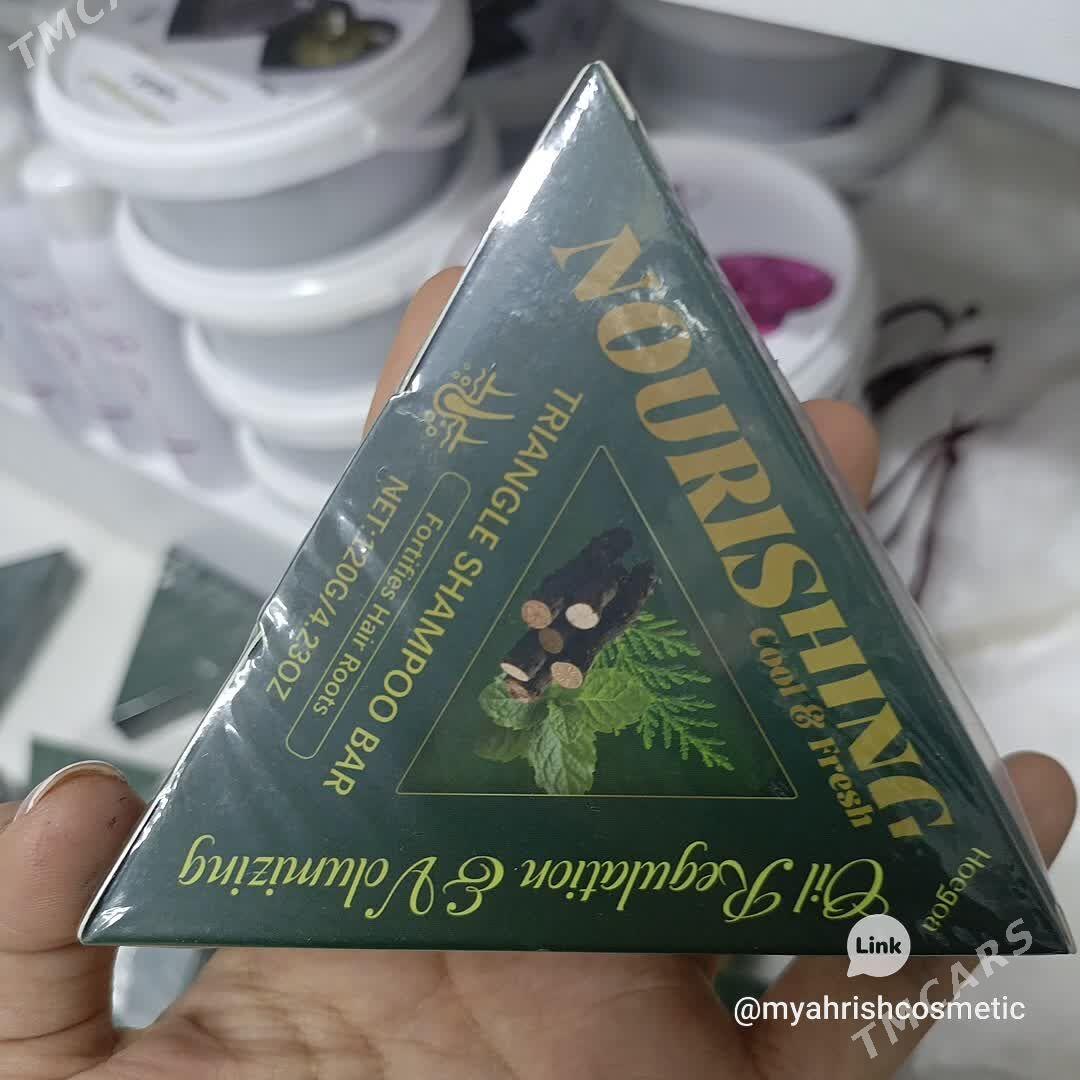 TMCARS
NOURISHING
Cool & Fresh
TRIANGLE SHAMPOO BAR
Fortifies Hair Roots
NET:120G/4.23OZ
Oil Regulation & Volumizing
Hoegoa
Link
@myahrishcosmetic
TMCARS